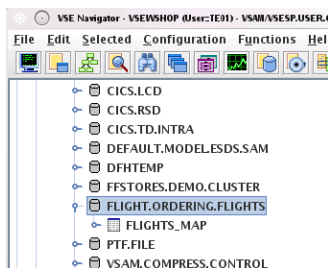 VSE Navigator - VSEWSHOP (User=TE01) - VSAM/VSESP.USER.C
File Edit Selected Configuration Functions Hel
CICS.LCD
CICS.RSD
CICS.TD.INTRA
DEFAULT.MODEL.ESDS.SAM
DFHTEMP
FFSTORES.DEMO.CLUSTER
FLIGHT.ORDERING.FLIGHTS
FLIGHTS_MAP
PTF.FILE
VSAM.COMPRESS.CONTROL